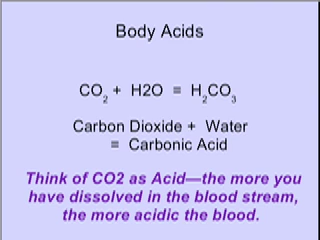 Body Acids
CO₂ + H2O = H₂CO₃
Carbon Dioxide + Water
= Carbonic Acid
Think of CO2 as Acid—the more you
have dissolved in the blood stream,
the more acidic the blood.